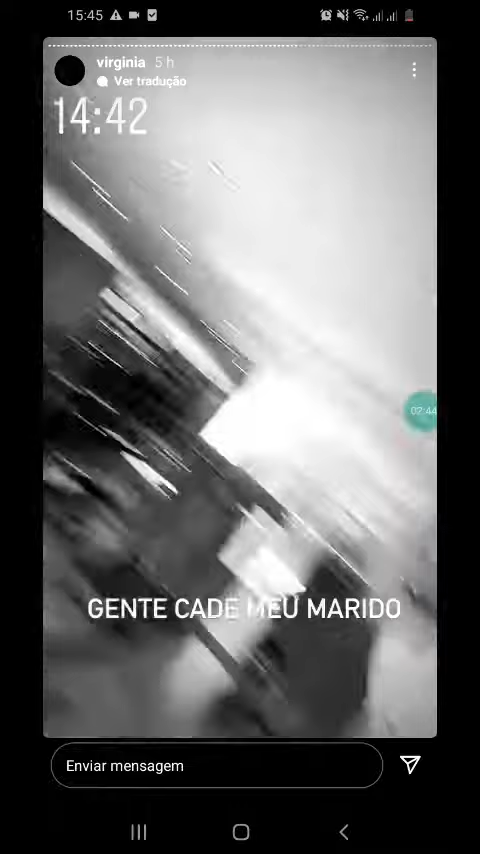 15:45
virginia 5 h
Ver tradução
14:42
02:44
GENTE CADE MEU MARIDO
Enviar mensagem